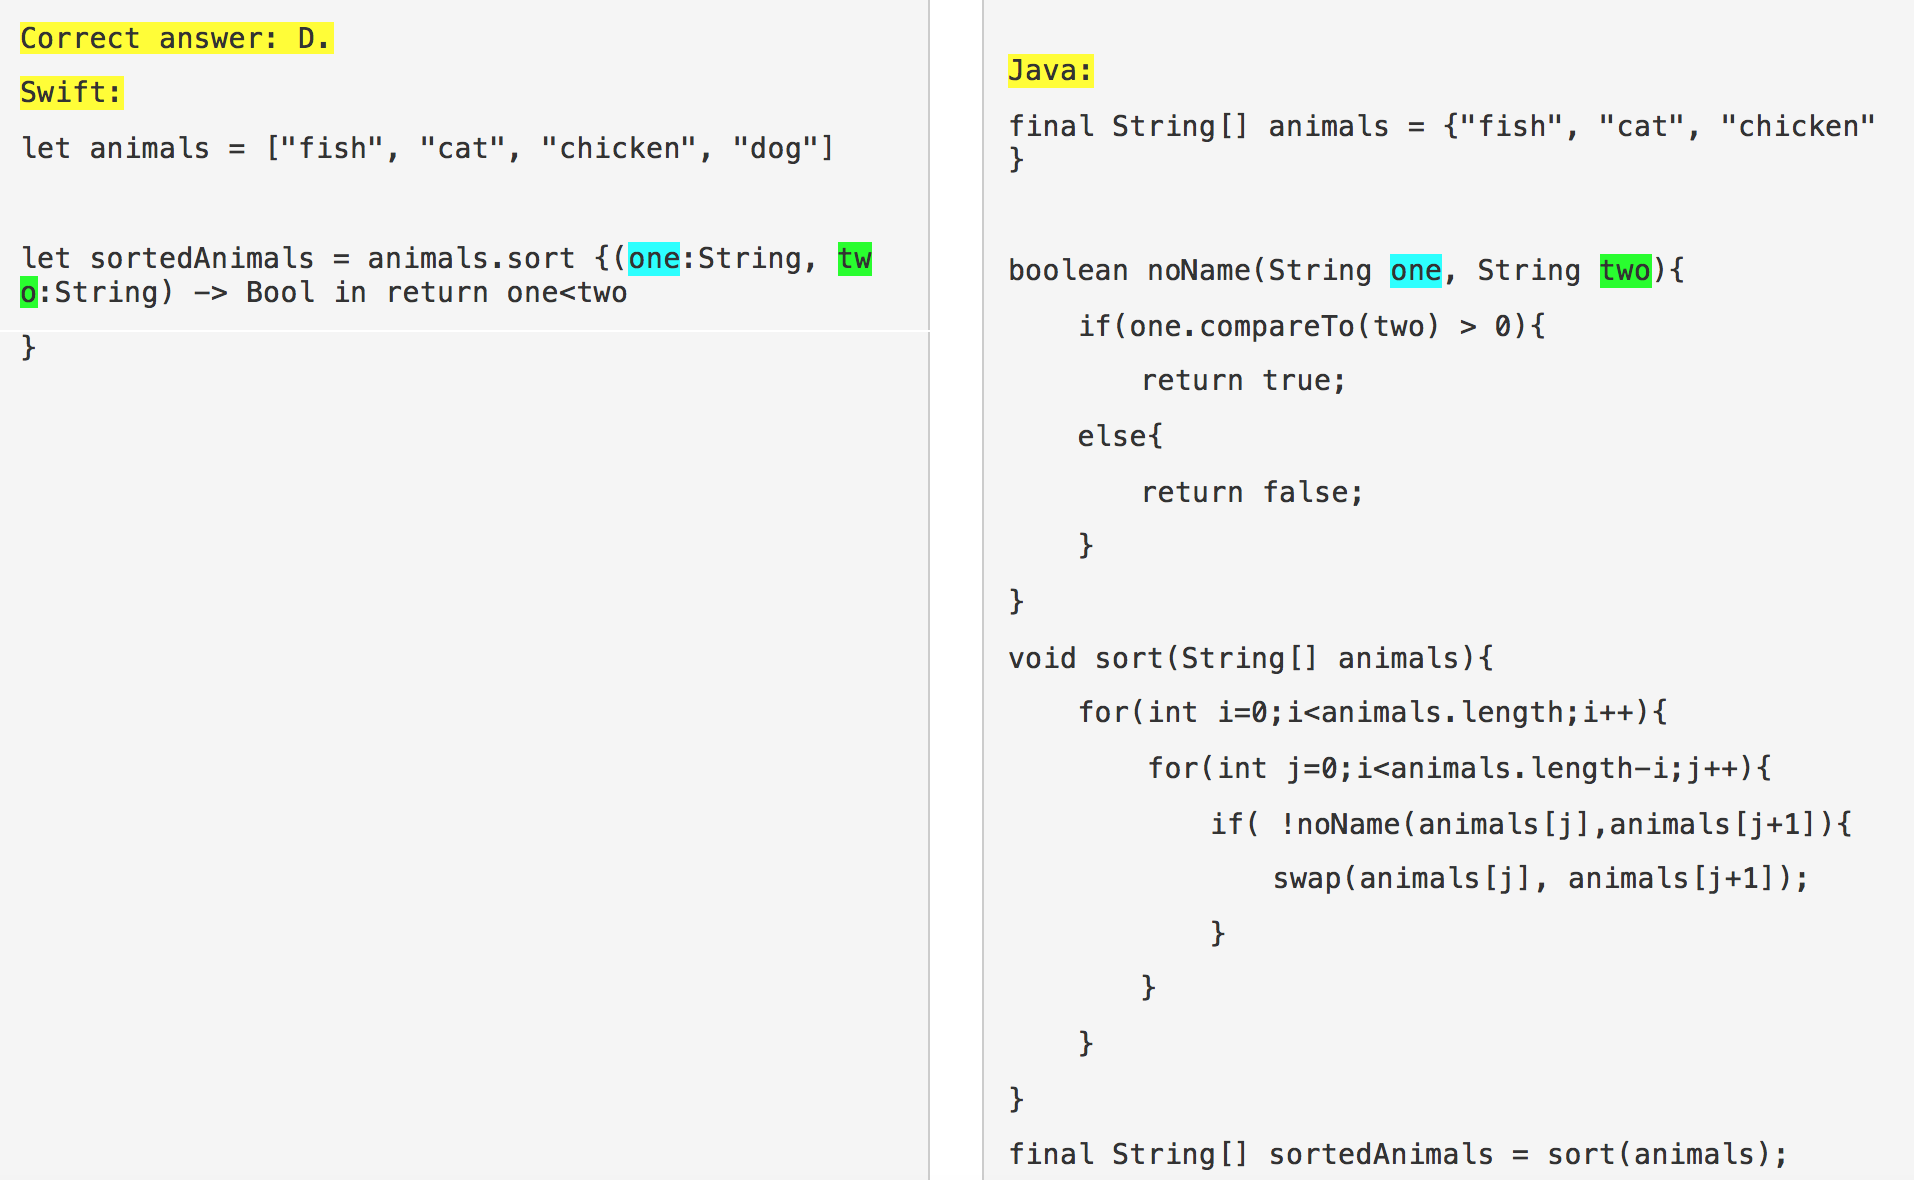 Correct answer: D.
Swift:
let animals = ["fish", "cat", "chicken", "dog"]
let sortedAnimals = animals.sort {(one:String, tw
o:String) -> Bool in return one<two
}
Java:
final String[] animals = {"fish", "cat", "chicken"
}
boolean noName(String one, String two){
if(one.compareTo(two) > 0){
return true;
else{
return false;
}
}
void sort(String[] animals){
for(int i=0;i<animals.length;i++){
for(int j=0;i<animals.length-i;j++){
if( !noName(animals[j],animals[j+1]){
swap(animals[j], animals[j+1]);
}
}
}
}
final String[] sortedAnimals = sort(animals);